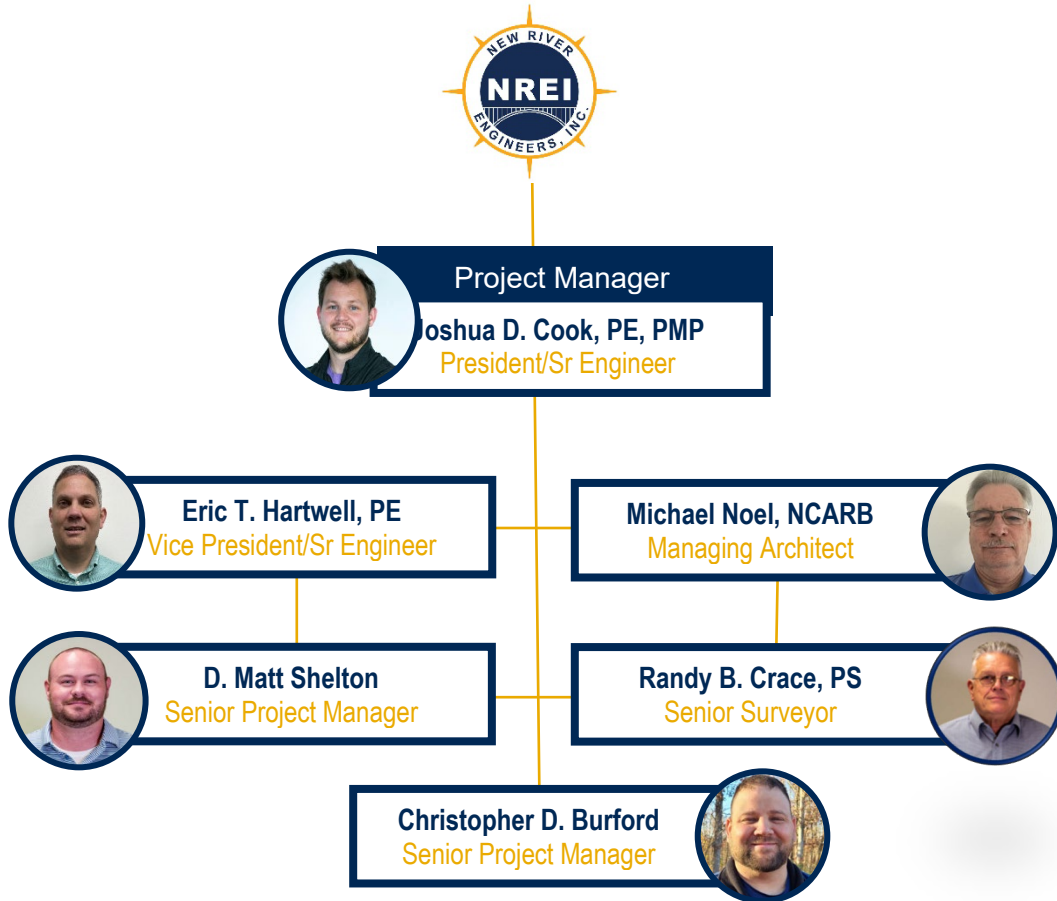 NEW RIVER
NREI
ENGINEERS, INC.
Project Manager
Joshua D. Cook, PE, PMP
President/Sr Engineer
Eric T. Hartwell, PE
Vice President/Sr Engineer
Michael Noel, NCARB
Managing Architect
D. Matt Shelton
Senior Project Manager
Randy B. Crace, PS
Senior Surveyor
Christopher D. Burford
Senior Project Manager